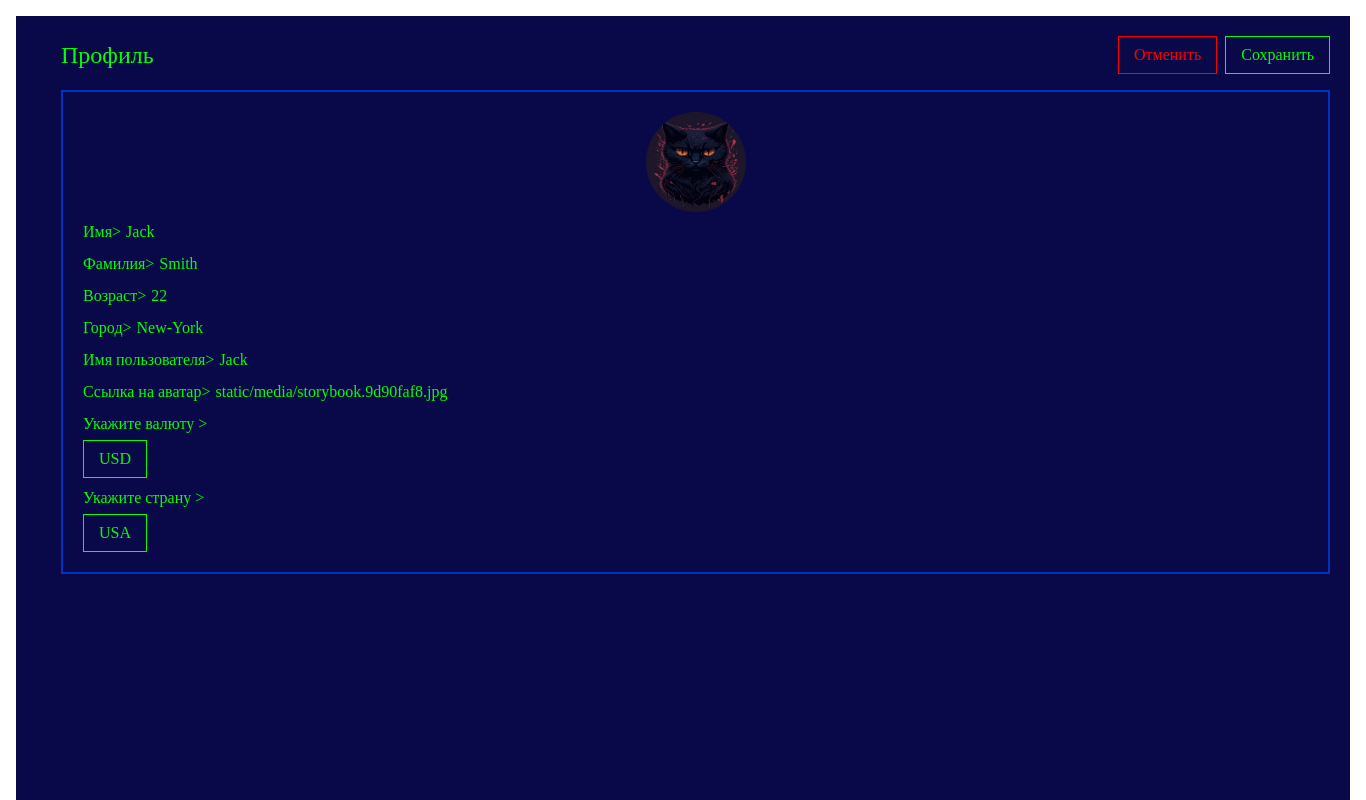 Профиль
Отменить Сохранить
Имя> Jack
Фамилия> Smith
Возраст> 22
Город> New-York
Имя пользователя> Jack
Ссылка на аватар> static/media/storybook.9d90faf8.jpg
Укажите валюту >
USD
Укажите страну >
USA